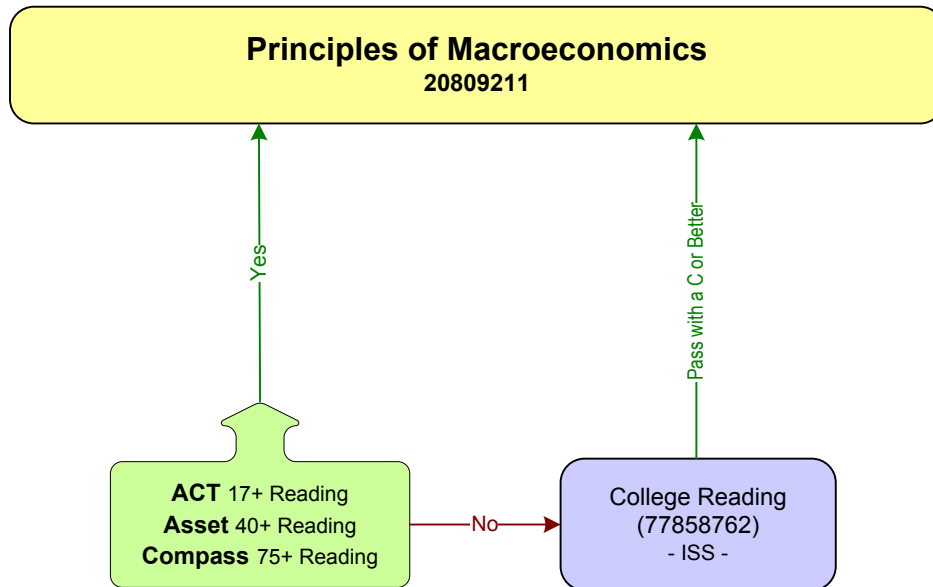 Principles of Macroeconomics
20809211
Yes
Pass with a C or Better
ACT 17+ Reading
Asset 40+ Reading
Compass 75+ Reading
No
College Reading
(77858762)
- ISS -